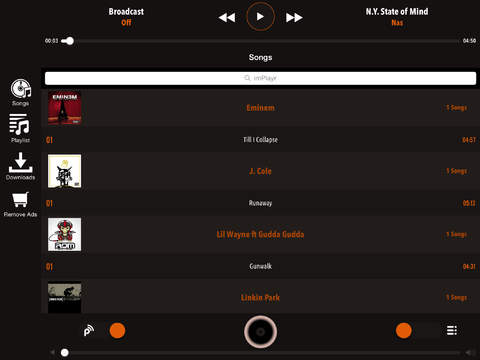 Broadcast
Off
N.Y. State of Mind
Nas
00:03
04:50
Songs
imPlayr
Songs
Playlist
Downloads
Remove Ads
EMINEM
Eminem
1 Songs
01
Till I Collapse
04:57
J. Cole
1 Songs
01
Runaway
05:13
Lil Wayne ft Gudda Gudda
1 Songs
01
Gunwalk
04:31
Linkin Park
1 Songs